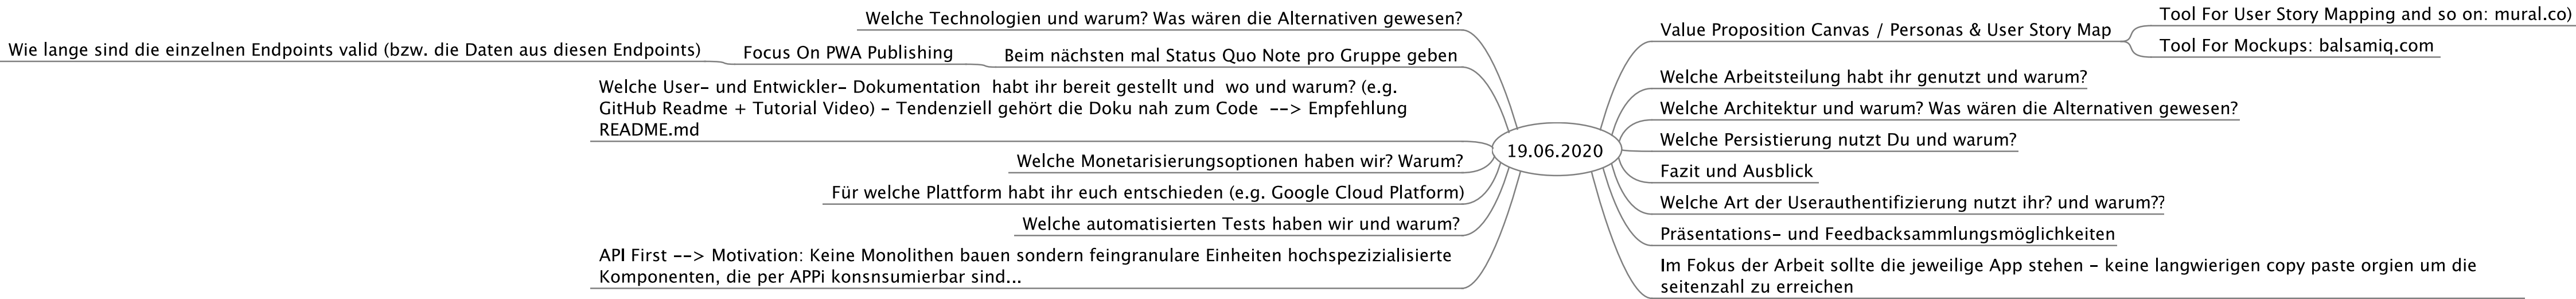 Welche Technologien und warum? Was wären die Alternativen gewesen?
Wie lange sind die einzelnen Endpoints valid (bzw. die Daten aus diesen Endpoints)
Focus On PWA Publishing
Beim nächsten mal Status Quo Note pro Gruppe geben
Welche User- und Entwickler- Dokumentation  habt ihr bereit gestellt und  wo und warum? (e.g.
GitHub Readme + Tutorial Video) - Tendenziell gehört die Doku nah zum Code  --> Empfehlung
README.md
Welche Monetarisierungsoptionen haben wir? Warum?
Für welche Plattform habt ihr euch entschieden (e.g. Google Cloud Platform)
Welche automatisierten Tests haben wir und warum?
API First --> Motivation: Keine Monolithen bauen sondern feingranulare Einheiten hochspezizialisierte
Komponenten, die per APPi konsnsumierbar sind...
19.06.2020
Value Proposition Canvas / Personas & User Story Map
Tool For User Story Mapping and so on: mural.co)
Tool For Mockups: balsamiq.com
Welche Arbeitsteilung habt ihr genutzt und warum?
Welche Architektur und warum? Was wären die Alternativen gewesen?
Welche Persistierung nutzt Du und warum?
Fazit und Ausblick
Welche Art der Userauthentifizierung nutzt ihr? und warum??
Präsentations- und Feedbacksammlungsmöglichkeiten
Im Fokus der Arbeit sollte die jeweilige App stehen - keine langwierigen copy paste orgien um die
seitenzahl zu erreichen